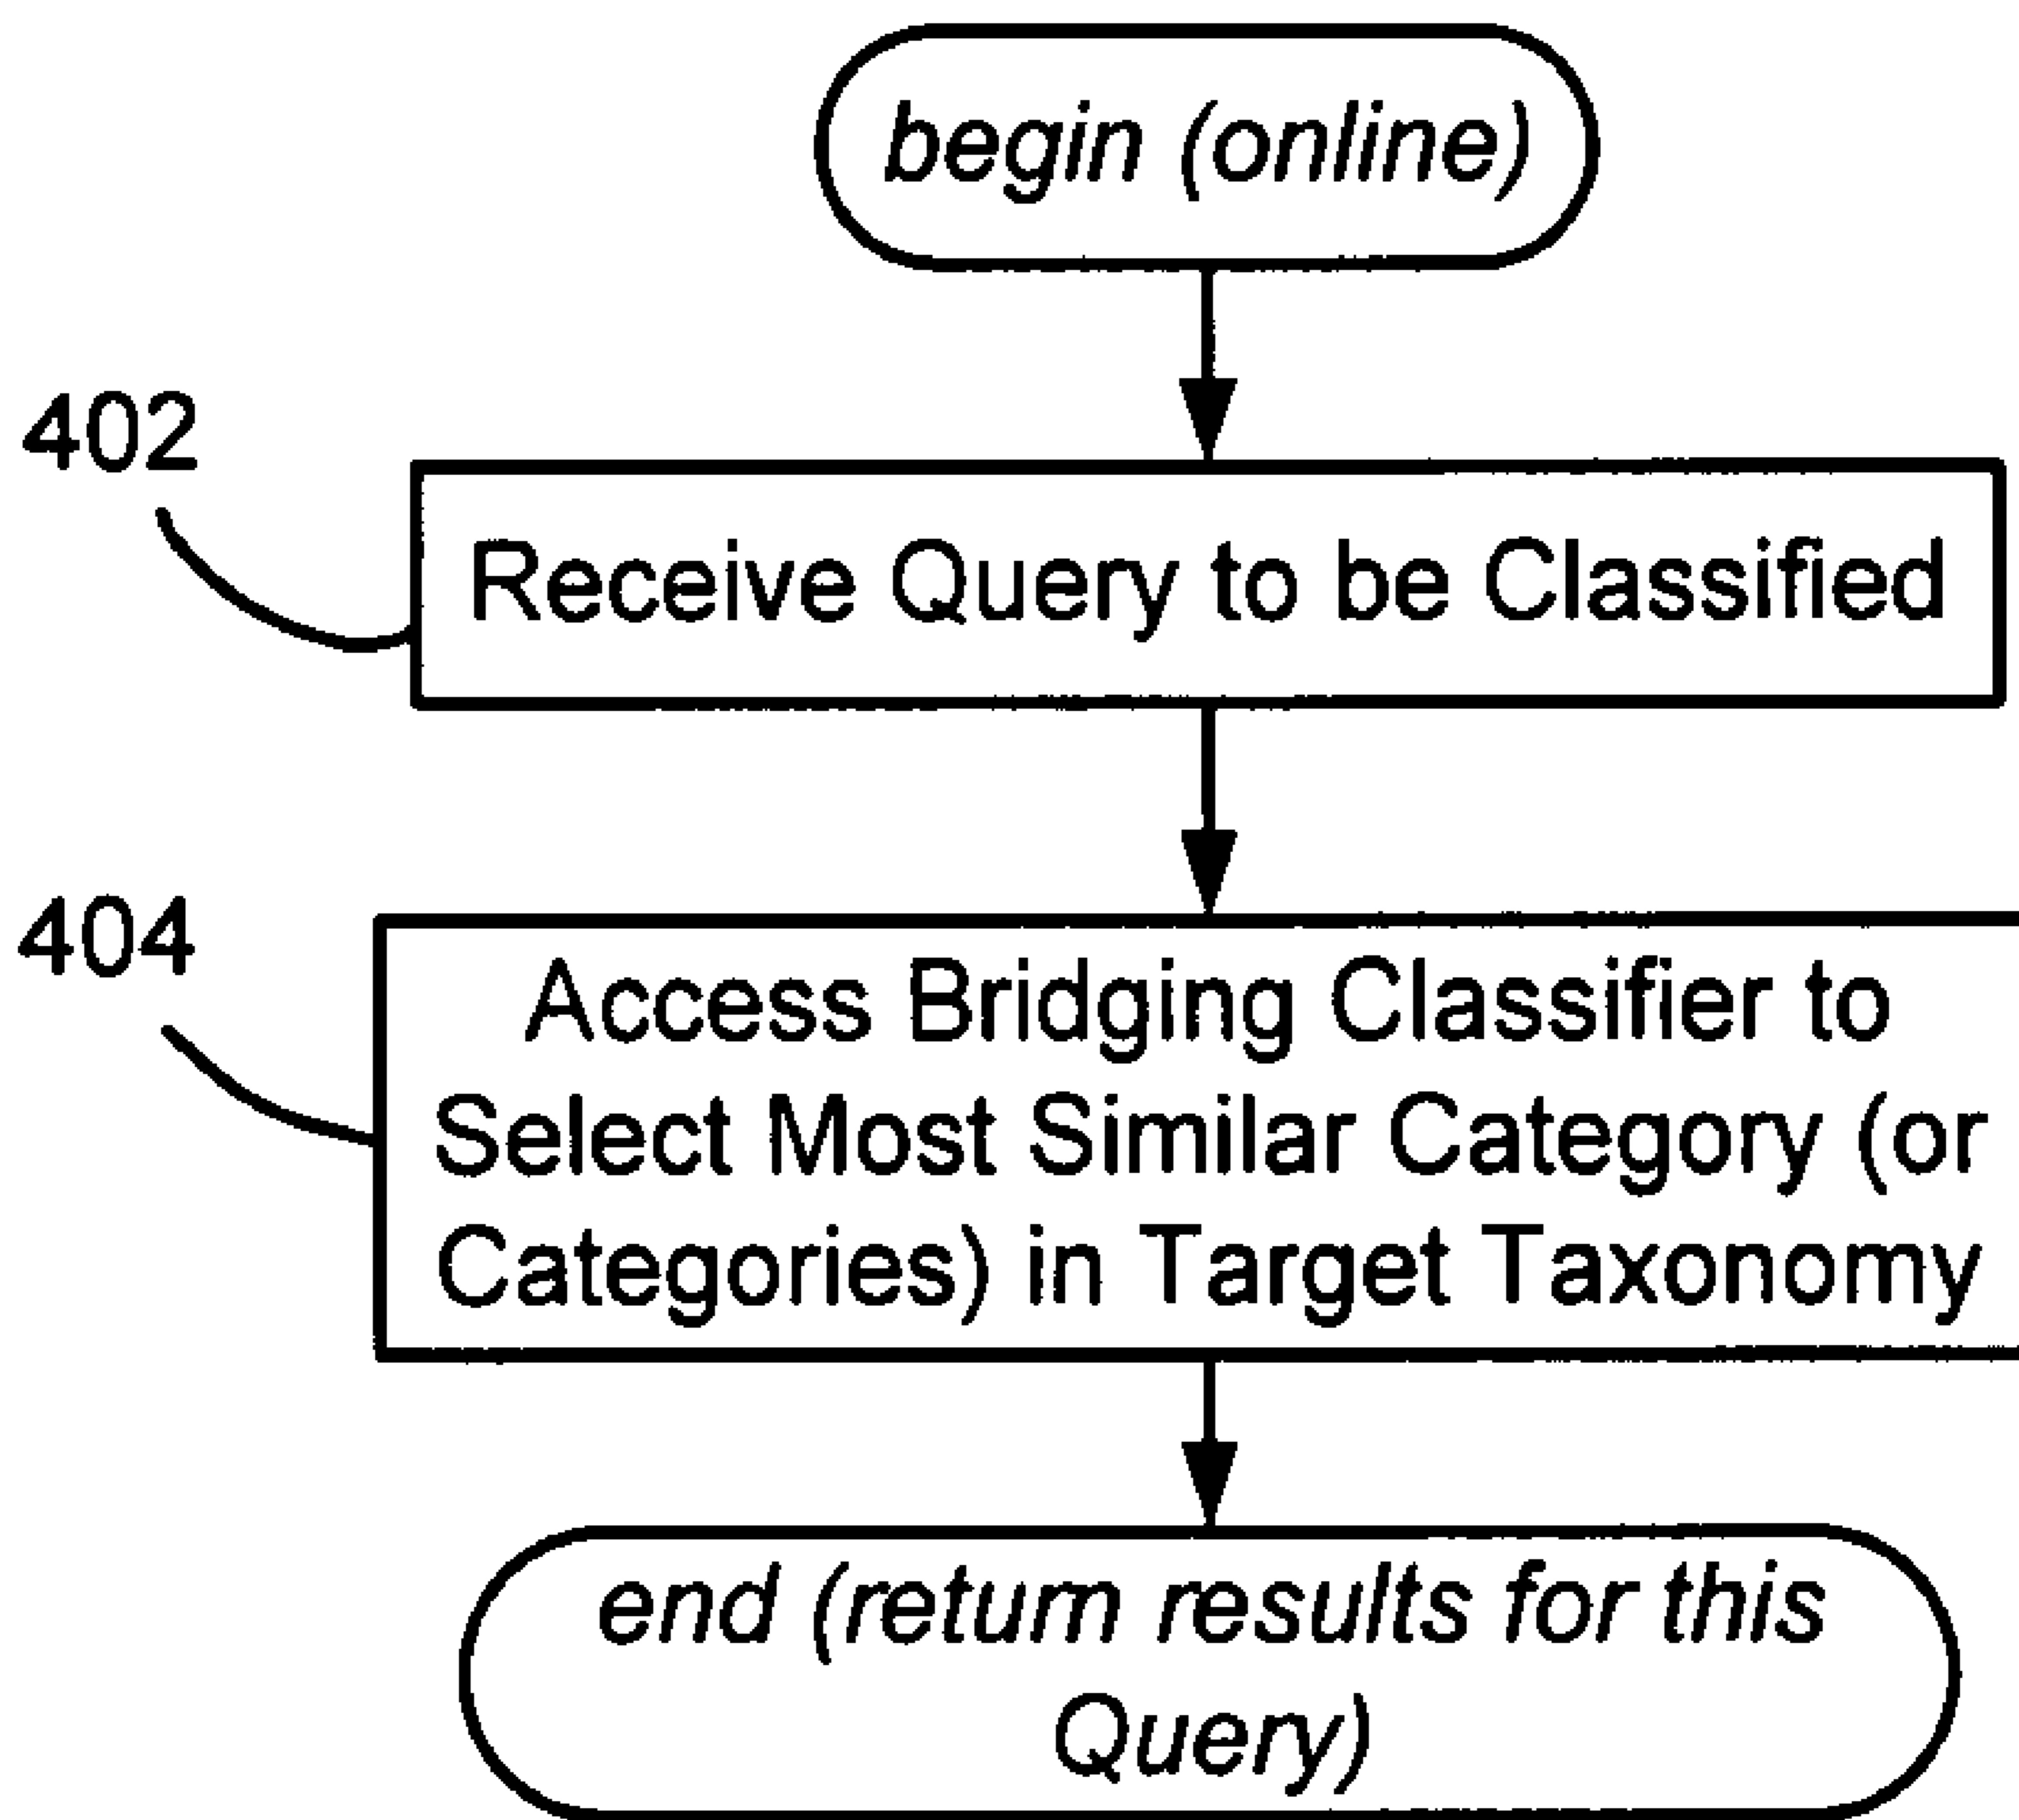 begin (online)
402
Receive Query to be Classified
404
Access Bridging Classifier to
Select Most Similar Category (or
Categories) in Target Taxonomy
end (return results for this
Query)